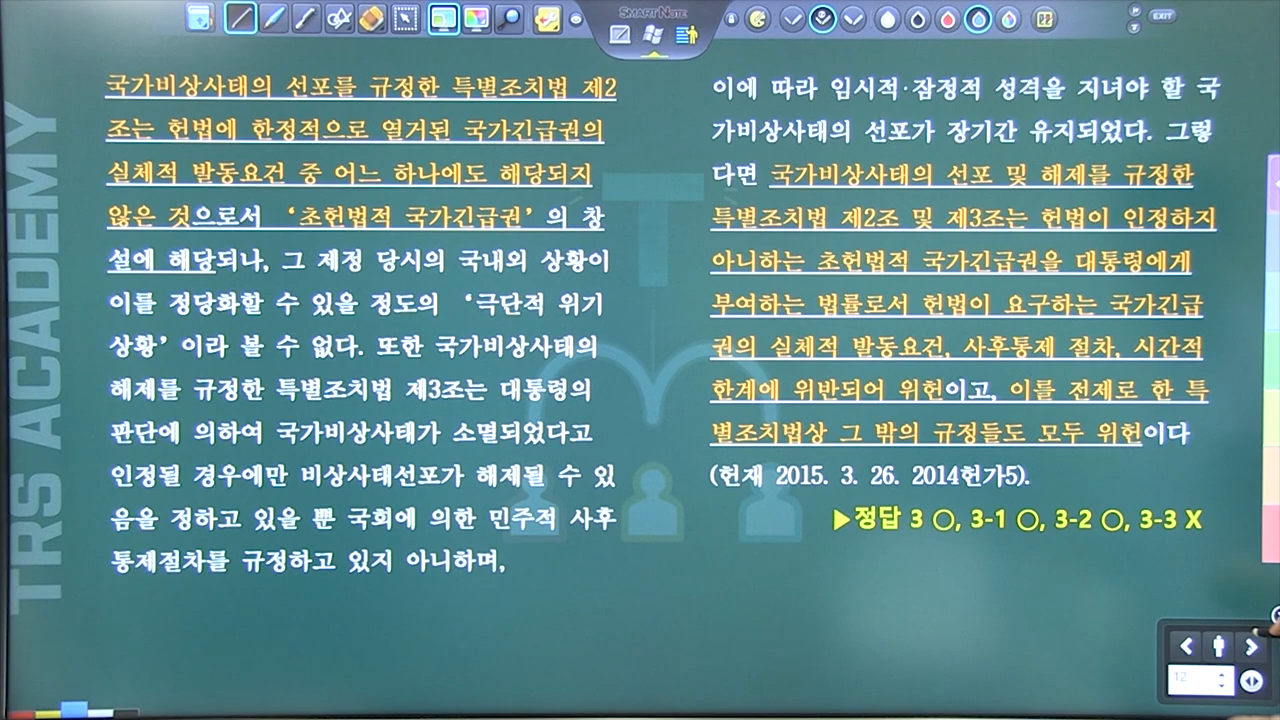 SMART NOTE
EXIT
국가비상사태의 선포를 규정한 특별조치법 제2
조는 헌법에 한정적으로 열거된 국가긴급권의
실체적 발동요건 중 어느 하나에도 해당되지
않은 것으로서 ‘초헌법적 국가긴급권’의 창
설에 해당되나, 그 제정 당시의 국내외 상황이
이를 정당화할 수 있을 정도의 ‘극단적 위기
상황’이라 볼 수 없다. 또한 국가비상사태의
해제를 규정한 특별조치법 제3조는 대통령의
판단에 의하여 국가비상사태가 소멸되었다고
인정될 경우에만 비상사태선포가 해제될 수 있
음을 정하고 있을 뿐 국회에 의한 민주적 사후
통제절차를 규정하고 있지 아니하며,
이에 따라 임시적·잠정적 성격을 지녀야 할 국
가비상사태의 선포가 장기간 유지되었다. 그렇
다면 국가비상사태의 선포 및 해제를 규정한
특별조치법 제2조 및 제3조는 헌법이 인정하지
아니하는 초헌법적 국가긴급권을 대통령에게
부여하는 법률로서 헌법이 요구하는 국가긴급
권의 실체적 발동요건, 사후통제 절차, 시간적
한계에 위반되어 위헌이고, 이를 전제로 한 특
별조치법상 그 밖의 규정들도 모두 위헌이다
(헌재 2015. 3. 26. 2014헌가5).
▶정답 3 ○, 3-1 ○, 3-2 ○, 3-3 X
TRS ACADEMY
12